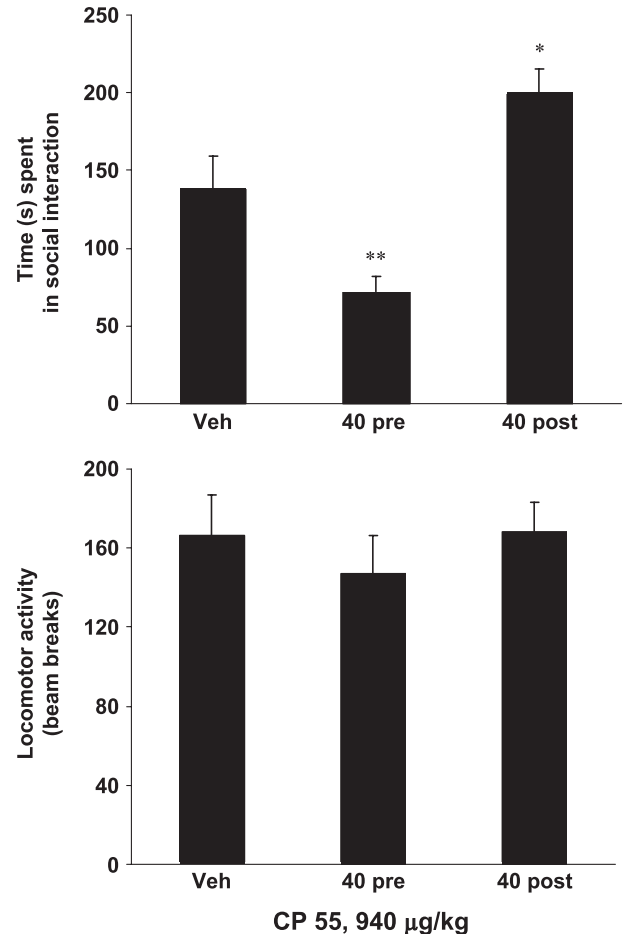 250
200
150
100
50
0
Time (s) spent
in social interaction
*
**
Veh 40 pre 40 post
200
160
120
80
40
0
Locomotor activity
(beam breaks)
Veh 40 pre 40 post
CP 55, 940 μg/kg